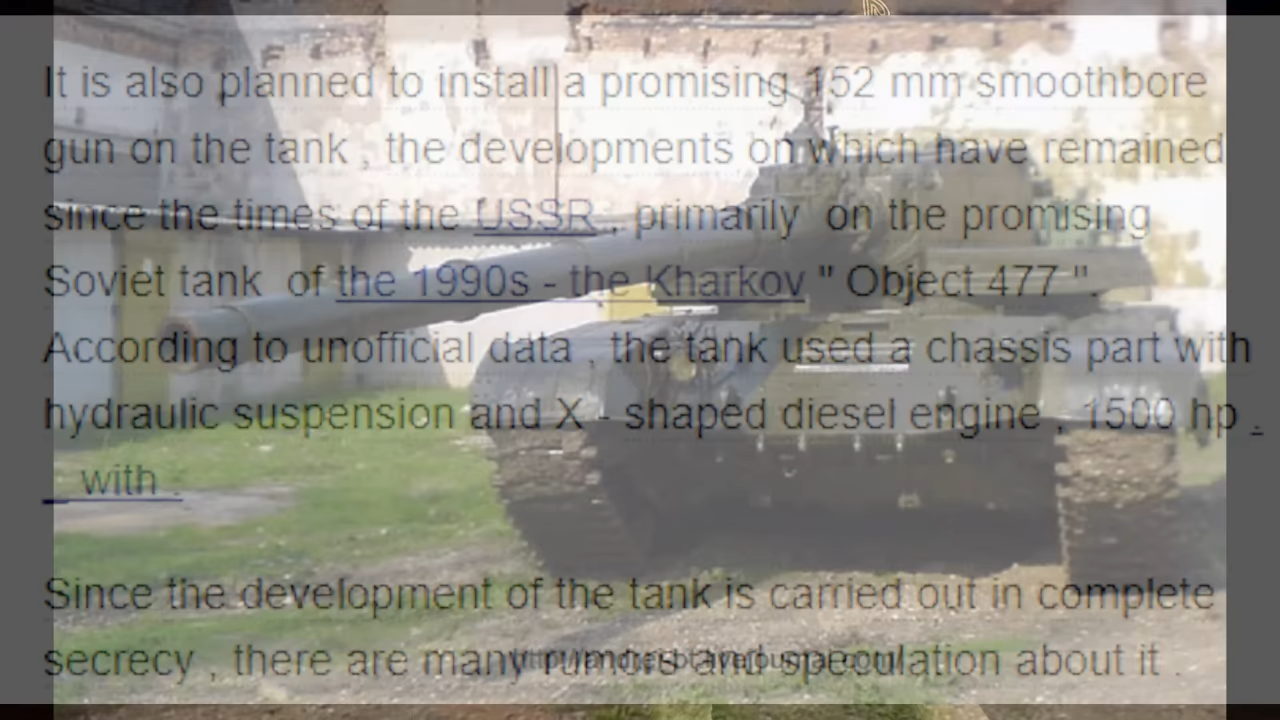 It is also planned to install a promising 152 mm smoothbore
gun on the tank , the developments on which have remained
since the times of the USSR , primarily on the promising
Soviet tank of the 1990s - the Kharkov " Object 477 ".
According to unofficial data , the tank used a chassis part with
hydraulic suspension and X - shaped diesel engine , 1500 hp .
with .
Since the development of the tank is carried out in complete
secrecy , there are many rumors and speculation about it .